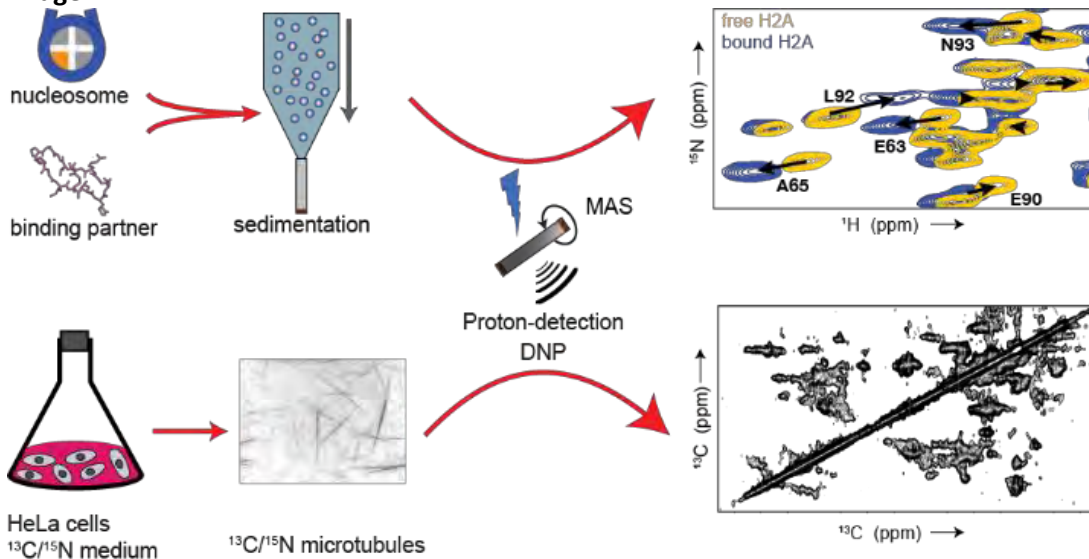 nucleosome
binding partner
sedimentation
MAS
Proton-detection
DNP
free H2A
bound H2A
N93
L92
E63
A65
E90
¹⁵N (ppm)
¹H (ppm)
HeLa cells
¹³C/¹⁵N medium
¹³C/¹⁵N microtubules
¹³C (ppm)
¹³C (ppm)